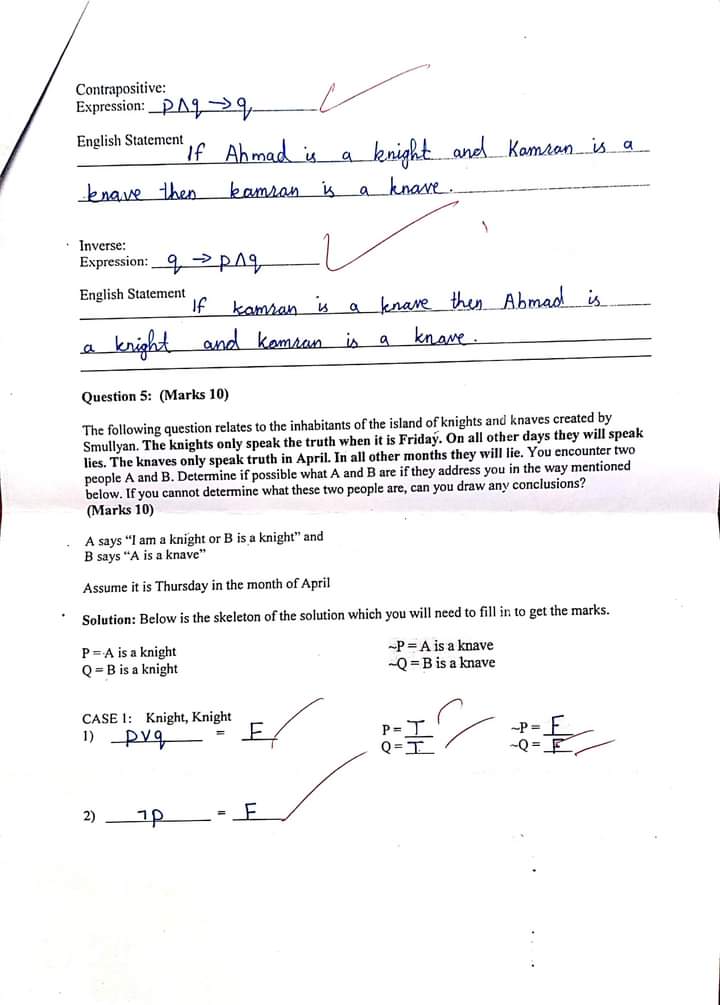 Contrapositive:
Expression: p∧q→q
English Statement If Ahmad is a knight and Kamran is a
knave then kamran is a knave.
Inverse:
Expression: q → p∧q
English Statement If kamran is a knave then Ahmad is
a knight and kamran is a knave.
Question 5: (Marks 10)
The following question relates to the inhabitants of the island of knights and knaves created by
Smullyan. The knights only speak the truth when it is Friday. On all other days they will speak
lies. The knaves only speak truth in April. In all other months they will lie. You encounter two
people A and B. Determine if possible what A and B are if they address you in the way mentioned
below. If you cannot determine what these two people are, can you draw any conclusions?
(Marks 10)
A says “I am a knight or B is a knight” and
B says “A is a knave”
Assume it is Thursday in the month of April
Solution: Below is the skeleton of the solution which you will need to fill in to get the marks.
P = A is a knight ~P = A is a knave
Q = B is a knight ~Q = B is a knave
CASE 1: Knight, Knight
1) p∨q = F P = T ~P = F
Q = T ~Q = F
2) ¬p = F